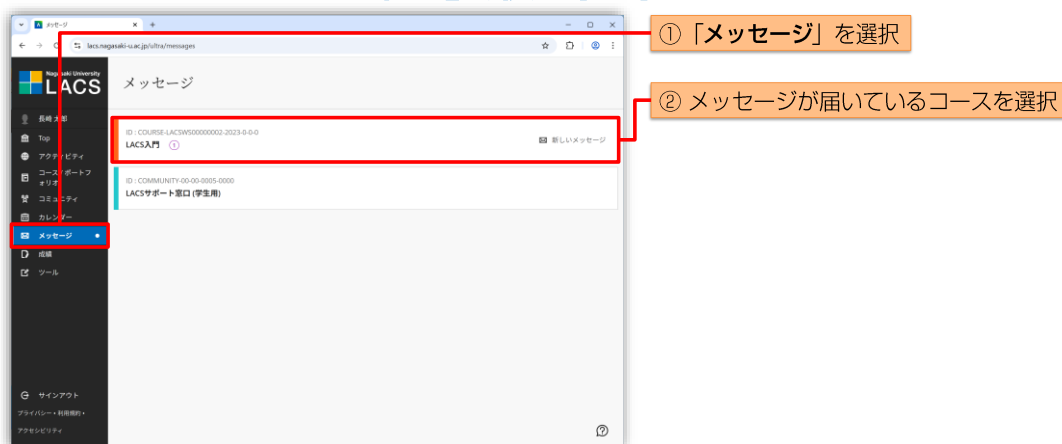 メッセージ
lacs.nagasaki-u.ac.jp/ultra/messages
Nagasaki University
LACS
メッセージ
長崎 太郎
Top
アクティビティ
コース/ポートフ
ォリオ
コミュニティ
カレンダー
メッセージ
成績
ツール
サインアウト
プライバシー • 利用規約 •
アクセシビリティ
ID : COURSE-LACSWS00000002-2023-0-0-0
LACS入門 1
新しいメッセージ
ID : COMMUNITY-00-00-0005-0000
LACSサポート窓口 (学生用)
①「メッセージ」を選択
② メッセージが届いているコースを選択